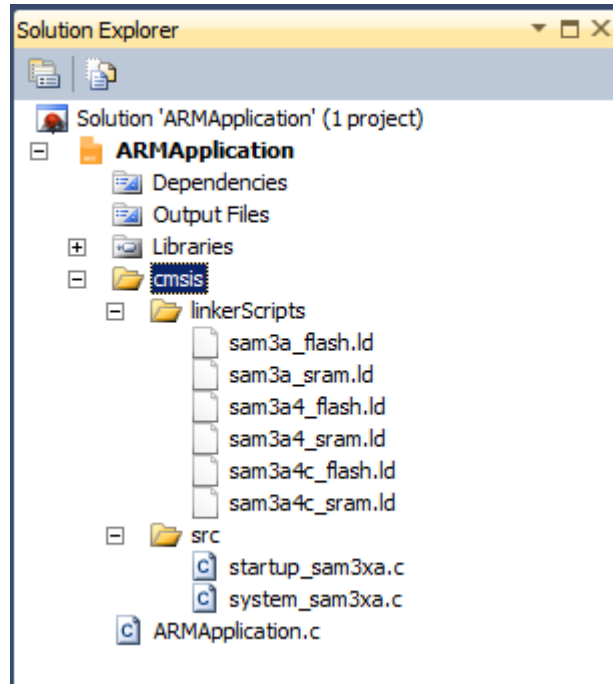 Solution Explorer
Solution 'ARMApplication' (1 project)
ARMApplication
Dependencies
Output Files
Libraries
cmsis
linkerScripts
sam3a_flash.ld
sam3a_sram.ld
sam3a4_flash.ld
sam3a4_sram.ld
sam3a4c_flash.ld
sam3a4c_sram.ld
src
startup_sam3xa.c
system_sam3xa.c
ARMApplication.c